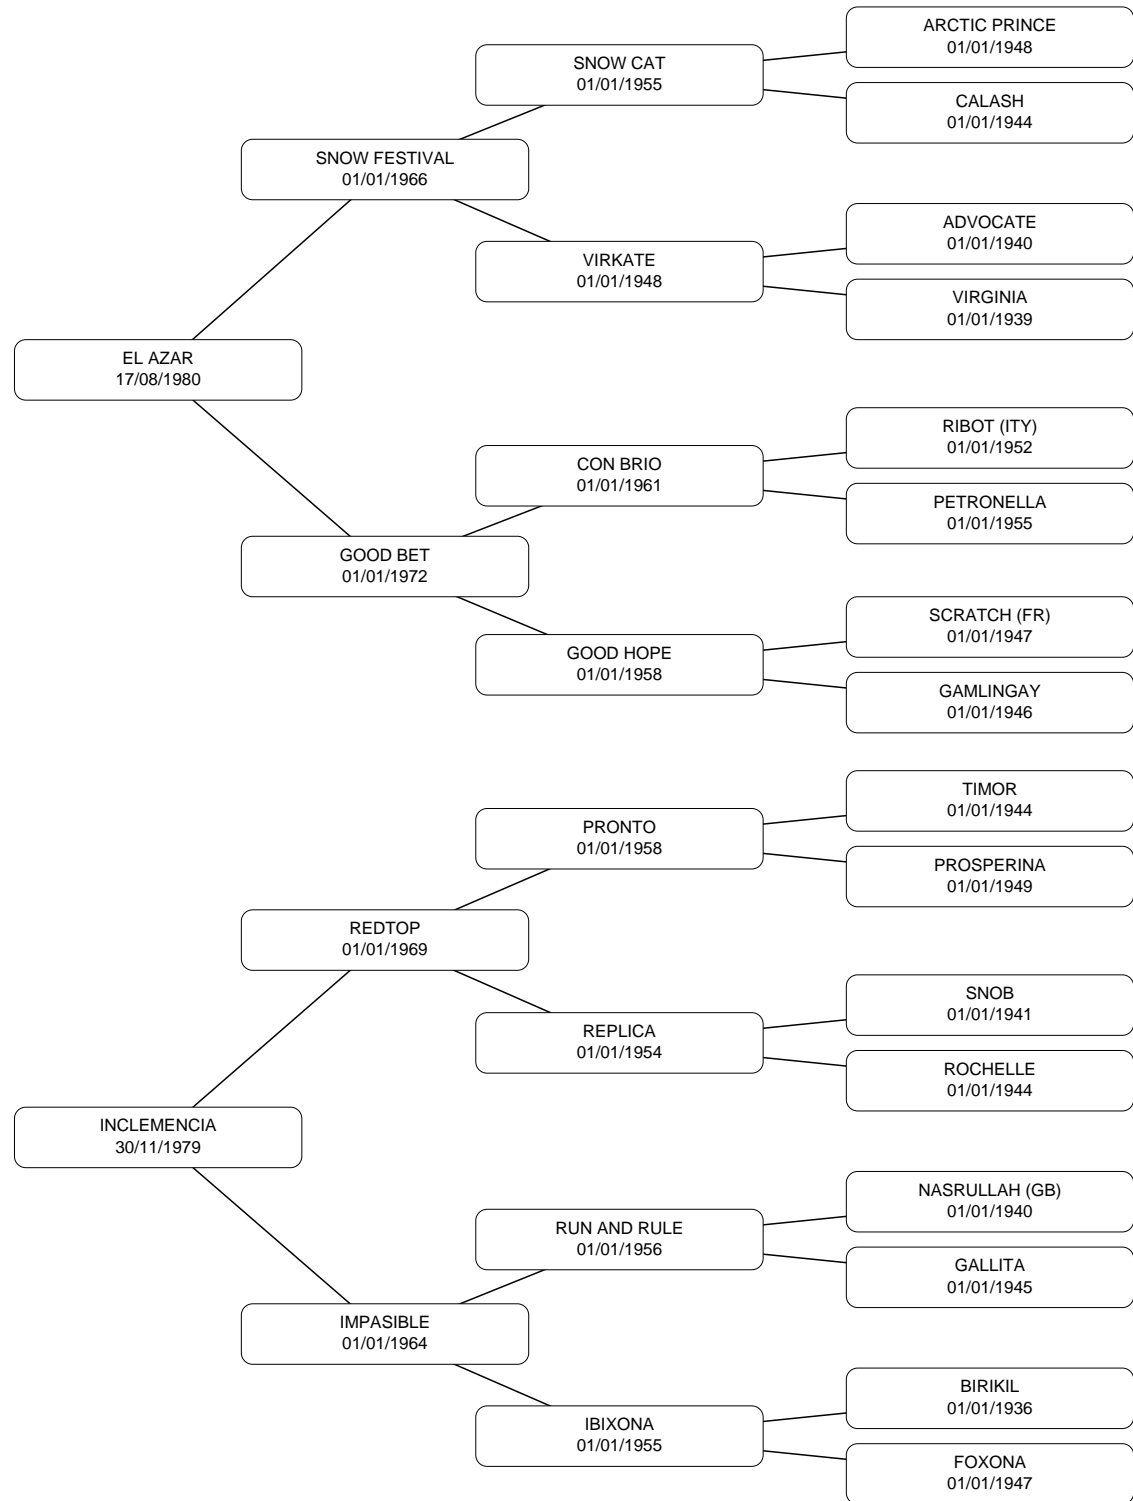 ARCTIC PRINCE
01/01/1948
SNOW CAT
01/01/1955
CALASH
01/01/1944
SNOW FESTIVAL
01/01/1966
ADVOCATE
01/01/1940
VIRKATE
01/01/1948
VIRGINIA
01/01/1939
EL AZAR
17/08/1980
RIBOT (ITY)
01/01/1952
CON BRIO
01/01/1961
PETRONELLA
01/01/1955
GOOD BET
01/01/1972
SCRATCH (FR)
01/01/1947
GOOD HOPE
01/01/1958
GAMLINGAY
01/01/1946
TIMOR
01/01/1944
PRONTO
01/01/1958
PROSPERINA
01/01/1949
REDTOP
01/01/1969
SNOB
01/01/1941
REPLICA
01/01/1954
ROCHELLE
01/01/1944
INCLEMENCIA
30/11/1979
NASRULLAH (GB)
01/01/1940
RUN AND RULE
01/01/1956
GALLITA
01/01/1945
IMPASIBLE
01/01/1964
BIRIKIL
01/01/1936
IBIXONA
01/01/1955
FOXONA
01/01/1947